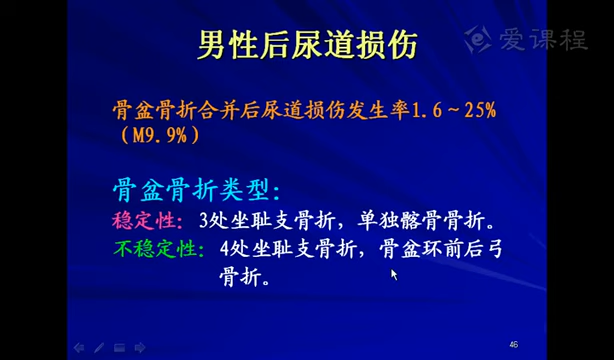 男性后尿道损伤
爱课程
骨盆骨折合并后尿道损伤发生率1.6～25%
（M9.9%）
骨盆骨折类型：
稳定性：3处坐耻支骨折，单独髂骨骨折。
不稳定性：4处坐耻支骨折，骨盆环前后弓
骨折。
46